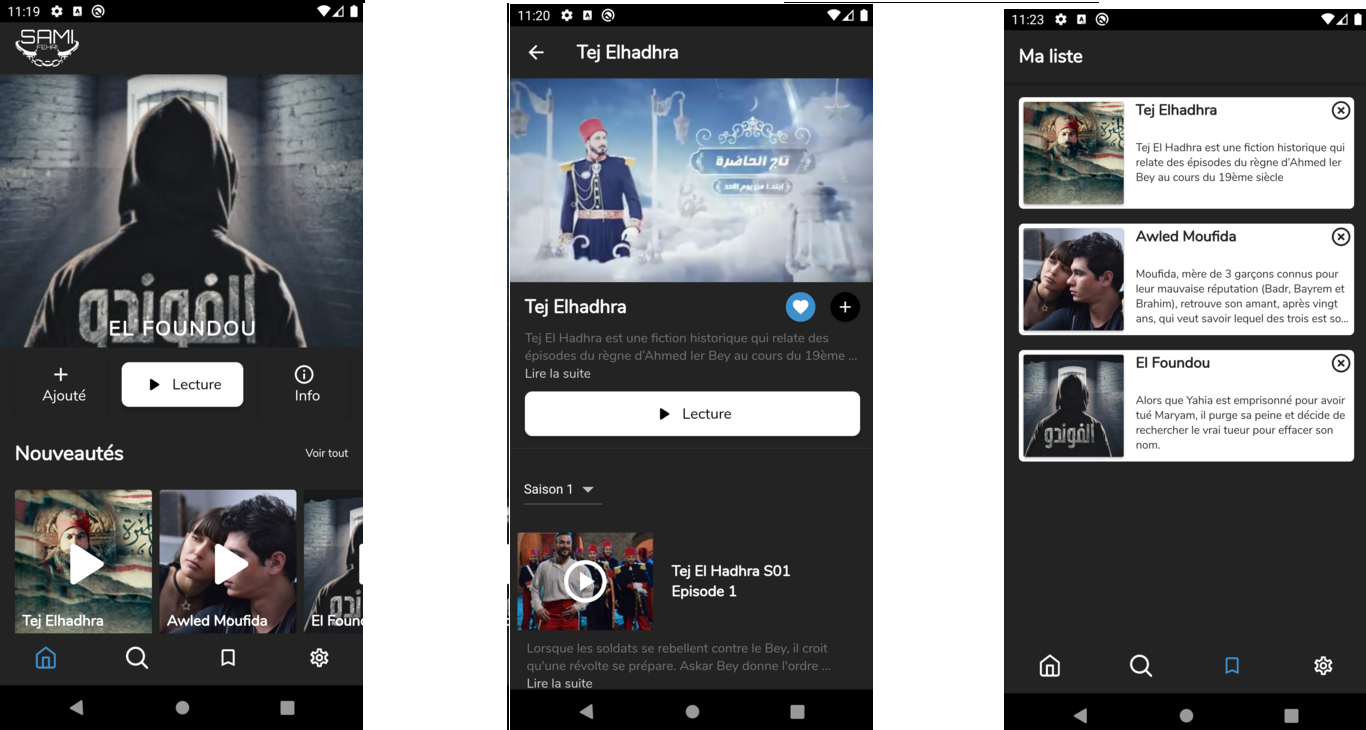 11:19
SAMI
FEHRI
الفوندو
EL FOUNDOU
Ajouté
Lecture
Info
Nouveautés
Voir tout
Tej Elhadhra
Awled Moufida
El Foun
11:20
Tej Elhadhra
تاج الحاضرة
إبتداء من يوم الأحد
Tej Elhadhra
Tej El Hadhra est une fiction historique qui relate des
épisodes du règne d'Ahmed Ier Bey au cours du 19ème ...
Lire la suite
Lecture
Saison 1
Tej El Hadhra S01
Episode 1
Lorsque les soldats se rebellent contre le Bey, il croit
qu'une révolte se prépare. Askar Bey donne l'ordre ...
Lire la suite
11:23
Ma liste
Tej Elhadhra
Tej El Hadhra est une fiction historique qui
relate des épisodes du règne d'Ahmed Ier
Bey au cours du 19ème siècle
Awled Moufida
Moufida, mère de 3 garçons connus pour
leur mauvaise réputation (Badr, Bayrem et
Brahim), retrouve son amant, après vingt
ans, qui veut savoir lequel des trois est so...
El Foundou
Alors que Yahia est emprisonné pour avoir
tué Maryam, il purge sa peine et décide de
rechercher le vrai tueur pour effacer son
nom.
الفوندو